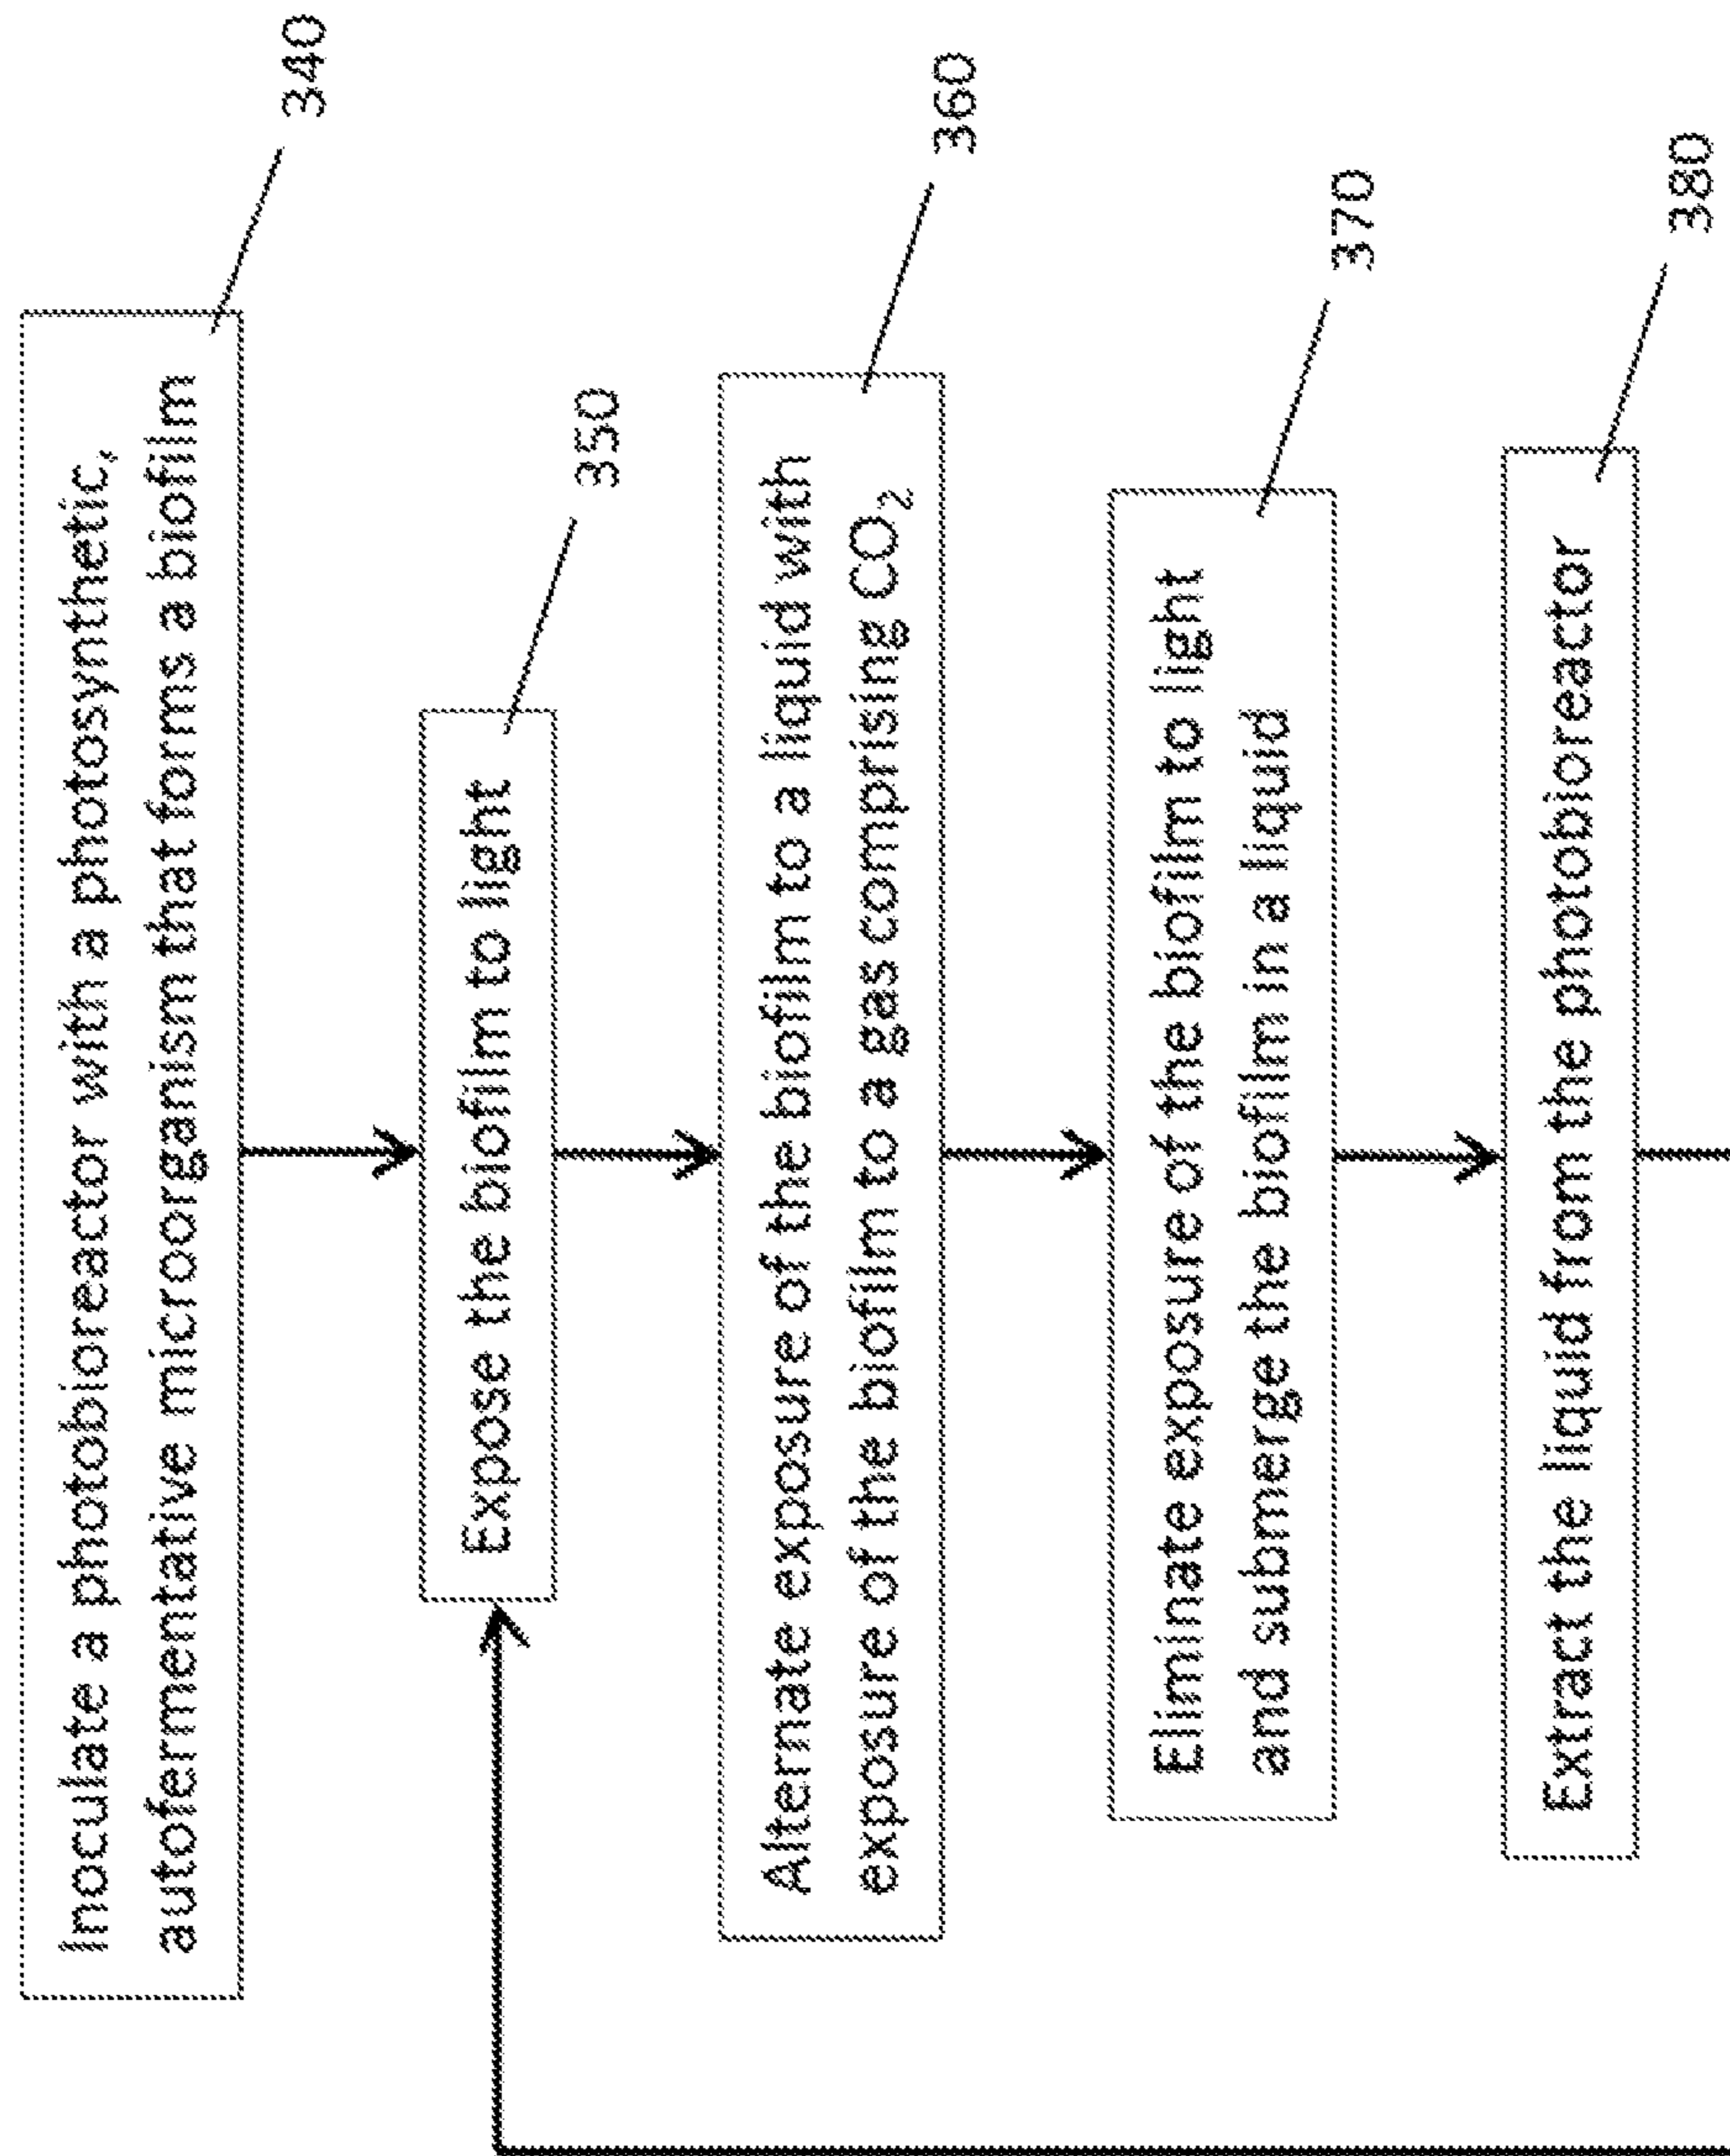 Inoculate a photobioreactor with a photosynthetic,
autofermentative microorganism that forms a biofilm
340
Expose the biofilm to light
350
Alternate exposure of the biofilm to a liquid with
exposure of the biofilm to a gas comprising CO₂
360
Eliminate exposure of the biofilm to light
and submerge the biofilm in a liquid
370
Extract the liquid from the photobioreactor
380